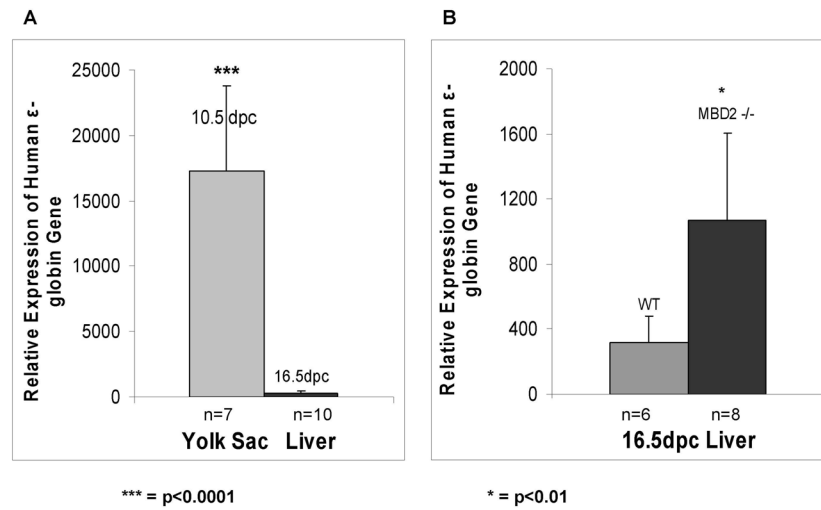 A
Relative Expression of Human ε-
globin Gene
25000
20000
15000
10000
5000
0
***
10.5 dpc
16.5dpc
n=7
n=10
Yolk Sac Liver
*** = p<0.0001
B
Relative Expression of Human ε-
globin Gene
2000
1600
1200
800
400
0
*
MBD2 -/-
WT
n=6
n=8
16.5dpc Liver
* = p<0.01